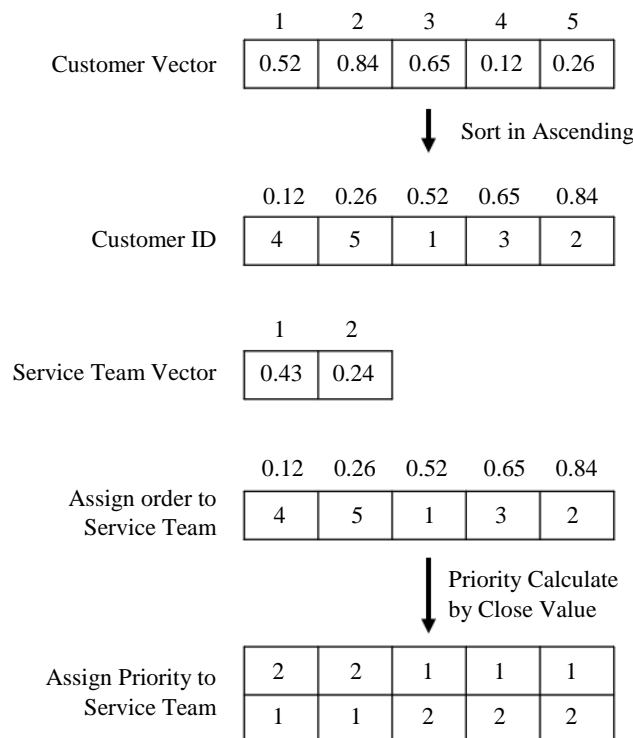 1 2 3 4 5
Customer Vector 0.52 0.84 0.65 0.12 0.26
Sort in Ascending
0.12 0.26 0.52 0.65 0.84
Customer ID 4 5 1 3 2
1 2
Service Team Vector 0.43 0.24
0.12 0.26 0.52 0.65 0.84
Assign order to
Service Team
4 5 1 3 2
Priority Calculate
by Close Value
Assign Priority to
Service Team
2 2 1 1 1
1 1 2 2 2